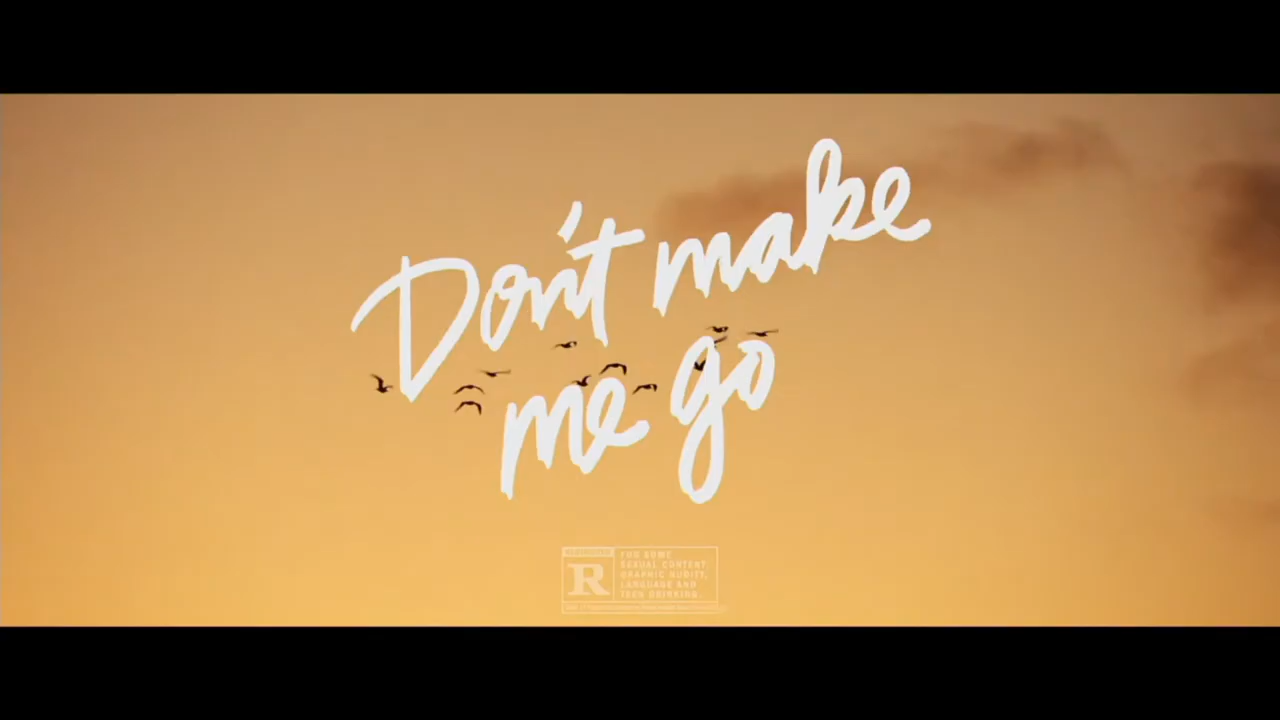 Don't make
me go
R
FOR SOME
SEXUAL CONTENT,
GRAPHIC NUDITY,
LANGUAGE AND
TEEN DRINKING.